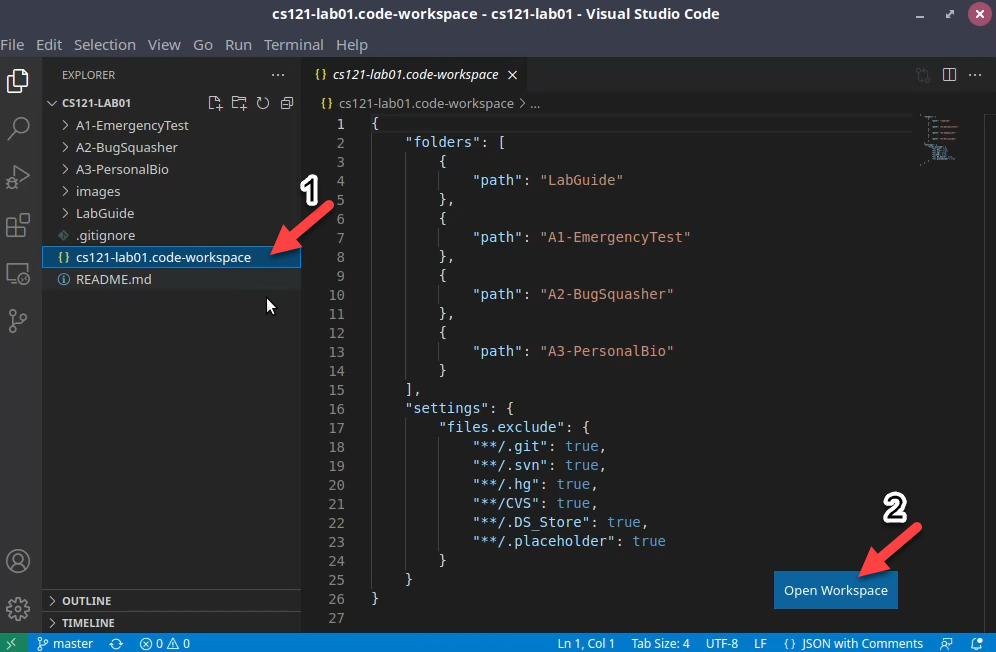 cs121-lab01.code-workspace - cs121-lab01 - Visual Studio Code
File Edit Selection View Go Run Terminal Help
EXPLORER
CS121-LAB01
A1-EmergencyTest
A2-BugSquasher
A3-PersonalBio
images
LabGuide
.gitignore
{} cs121-lab01.code-workspace
README.md
1
OUTLINE
TIMELINE
{} cs121-lab01.code-workspace
{} cs121-lab01.code-workspace > ...
1 {
2 "folders": [
3 {
4 "path": "LabGuide"
5 },
6 {
7 "path": "A1-EmergencyTest"
8 },
9 {
10 "path": "A2-BugSquasher"
11 },
12 {
13 "path": "A3-PersonalBio"
14 }
15 ],
16 "settings": {
17 "files.exclude": {
18 "**/.git": true,
19 "**/.svn": true,
20 "**/.hg": true,
21 "**/CVS": true,
22 "**/.DS_Store": true,
23 "**/.placeholder": true
24 }
25 }
26 }
27
2
Open Workspace
master 0 0 Ln 1, Col 1 Tab Size: 4 UTF-8 LF {} JSON with Comments